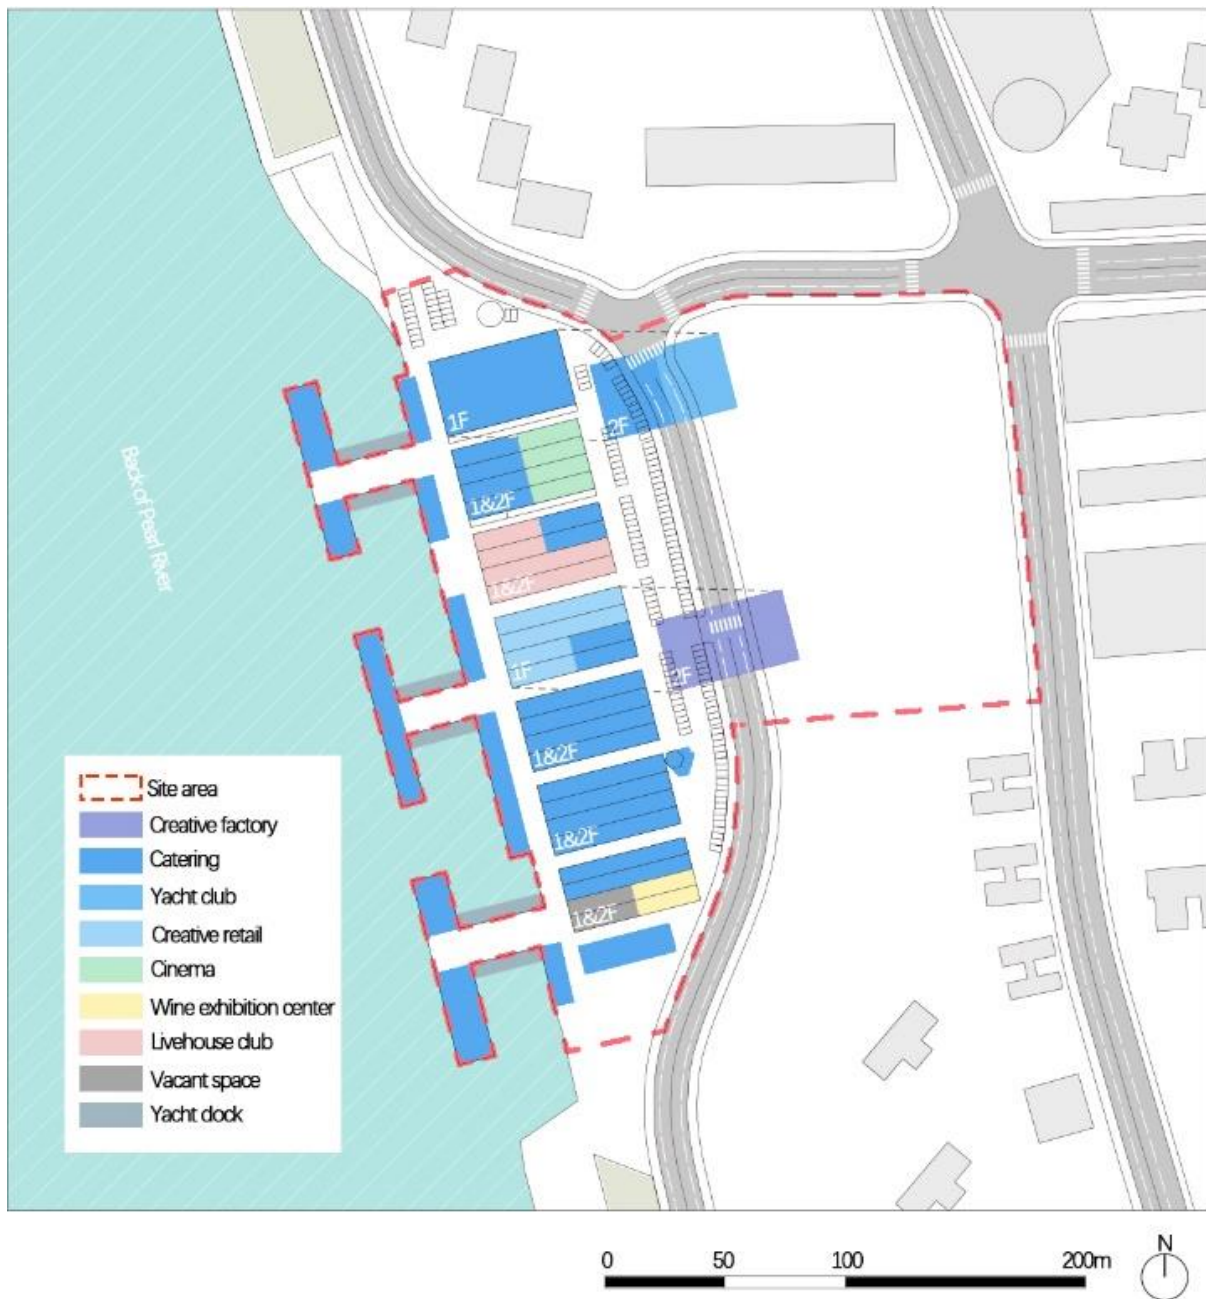 1F
2F
1&2F
1&2F
1F
2F
1&2F
1&2F
1&2F
Back of Pearl River
Site area
Creative factory
Catering
Yacht club
Creative retail
Cinema
Wine exhibition center
Livehouse club
Vacant space
Yacht dock
0 50 100 200m
N